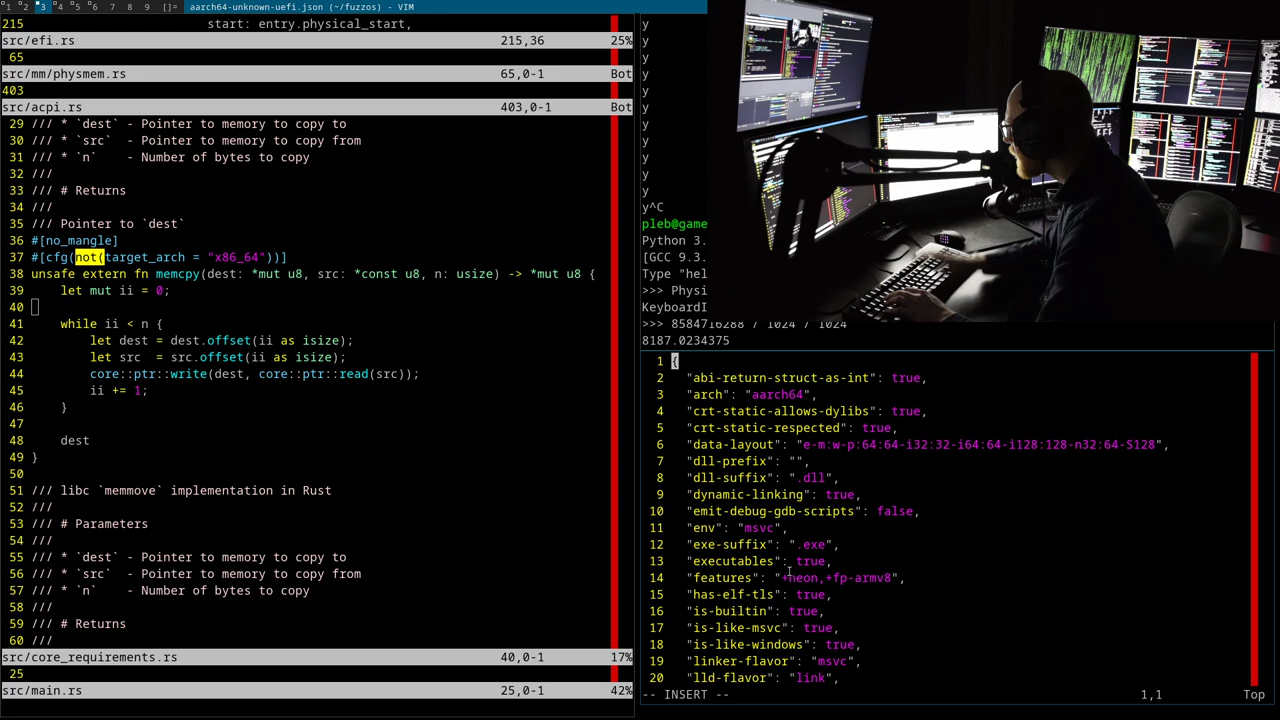 1 2 3 4 5 6 7 8 9 []= aarch64-unknown-uefi.json (~/fuzzos) - VIM
215 start: entry.physical_start,
src/efi.rs 215,36 25%
65
src/mm/physmem.rs 65,0-1 Bot
403
src/acpi.rs 403,0-1 Bot
29 /// * `dest` - Pointer to memory to copy to
30 /// * `src`  - Pointer to memory to copy from
31 /// * `n`    - Number of bytes to copy
32 ///
33 /// # Returns
34 ///
35 /// Pointer to `dest`
36 #[no_mangle]
37 #[cfg(not(target_arch = "x86_64"))]
38 unsafe extern fn memcpy(dest: *mut u8, src: *const u8, n: usize) -> *mut u8 {
39     let mut ii = 0;
40
41     while ii < n {
42         let dest = dest.offset(ii as isize);
43         let src  = src.offset(ii as isize);
44         core::ptr::write(dest, core::ptr::read(src));
45         ii += 1;
46     }
47
48     dest
49 }
50
51 /// libc `memmove` implementation in Rust
52 ///
53 /// # Parameters
54 ///
55 /// * `dest` - Pointer to memory to copy to
56 /// * `src`  - Pointer to memory to copy from
57 /// * `n`    - Number of bytes to copy
58 ///
59 /// # Returns
60 ///
src/core_requirements.rs 40,0-1 17%
25
src/main.rs 25,0-1 42%
y
y
y
y
y
y
y
y
y
y
y
y^C
pleb@game
Python 3.
[GCC 9.3.
Type "hel
>>> Physi
KeyboardI
>>> 8584716288 / 1024 / 1024
8187.0234375
1 {
2   "abi-return-struct-as-int": true,
3   "arch": "aarch64",
4   "crt-static-allows-dylibs": true,
5   "crt-static-respected": true,
6   "data-layout": "e-m:w-p:64:64-i32:32-i64:64-i128:128-n32:64-S128",
7   "dll-prefix": "",
8   "dll-suffix": ".dll",
9   "dynamic-linking": true,
10   "emit-debug-gdb-scripts": false,
11   "env": "msvc",
12   "exe-suffix": ".exe",
13   "executables": true,
14   "features": "+neon,+fp-armv8",
15   "has-elf-tls": true,
16   "is-builtin": true,
17   "is-like-msvc": true,
18   "is-like-windows": true,
19   "linker-flavor": "msvc",
20   "lld-flavor": "link",
-- INSERT -- 1,1 Top